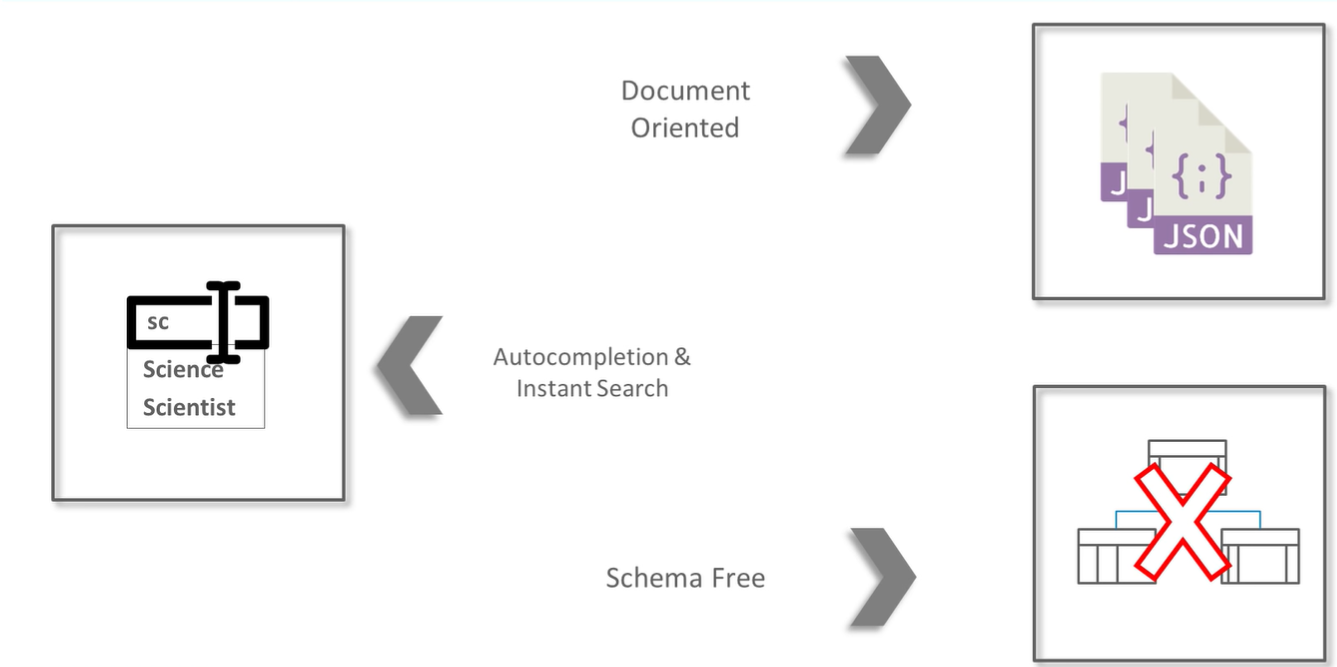 Document
Oriented
{;}
J
J
JSON
sc
Science
Scientist
Autocompletion &
Instant Search
Schema Free